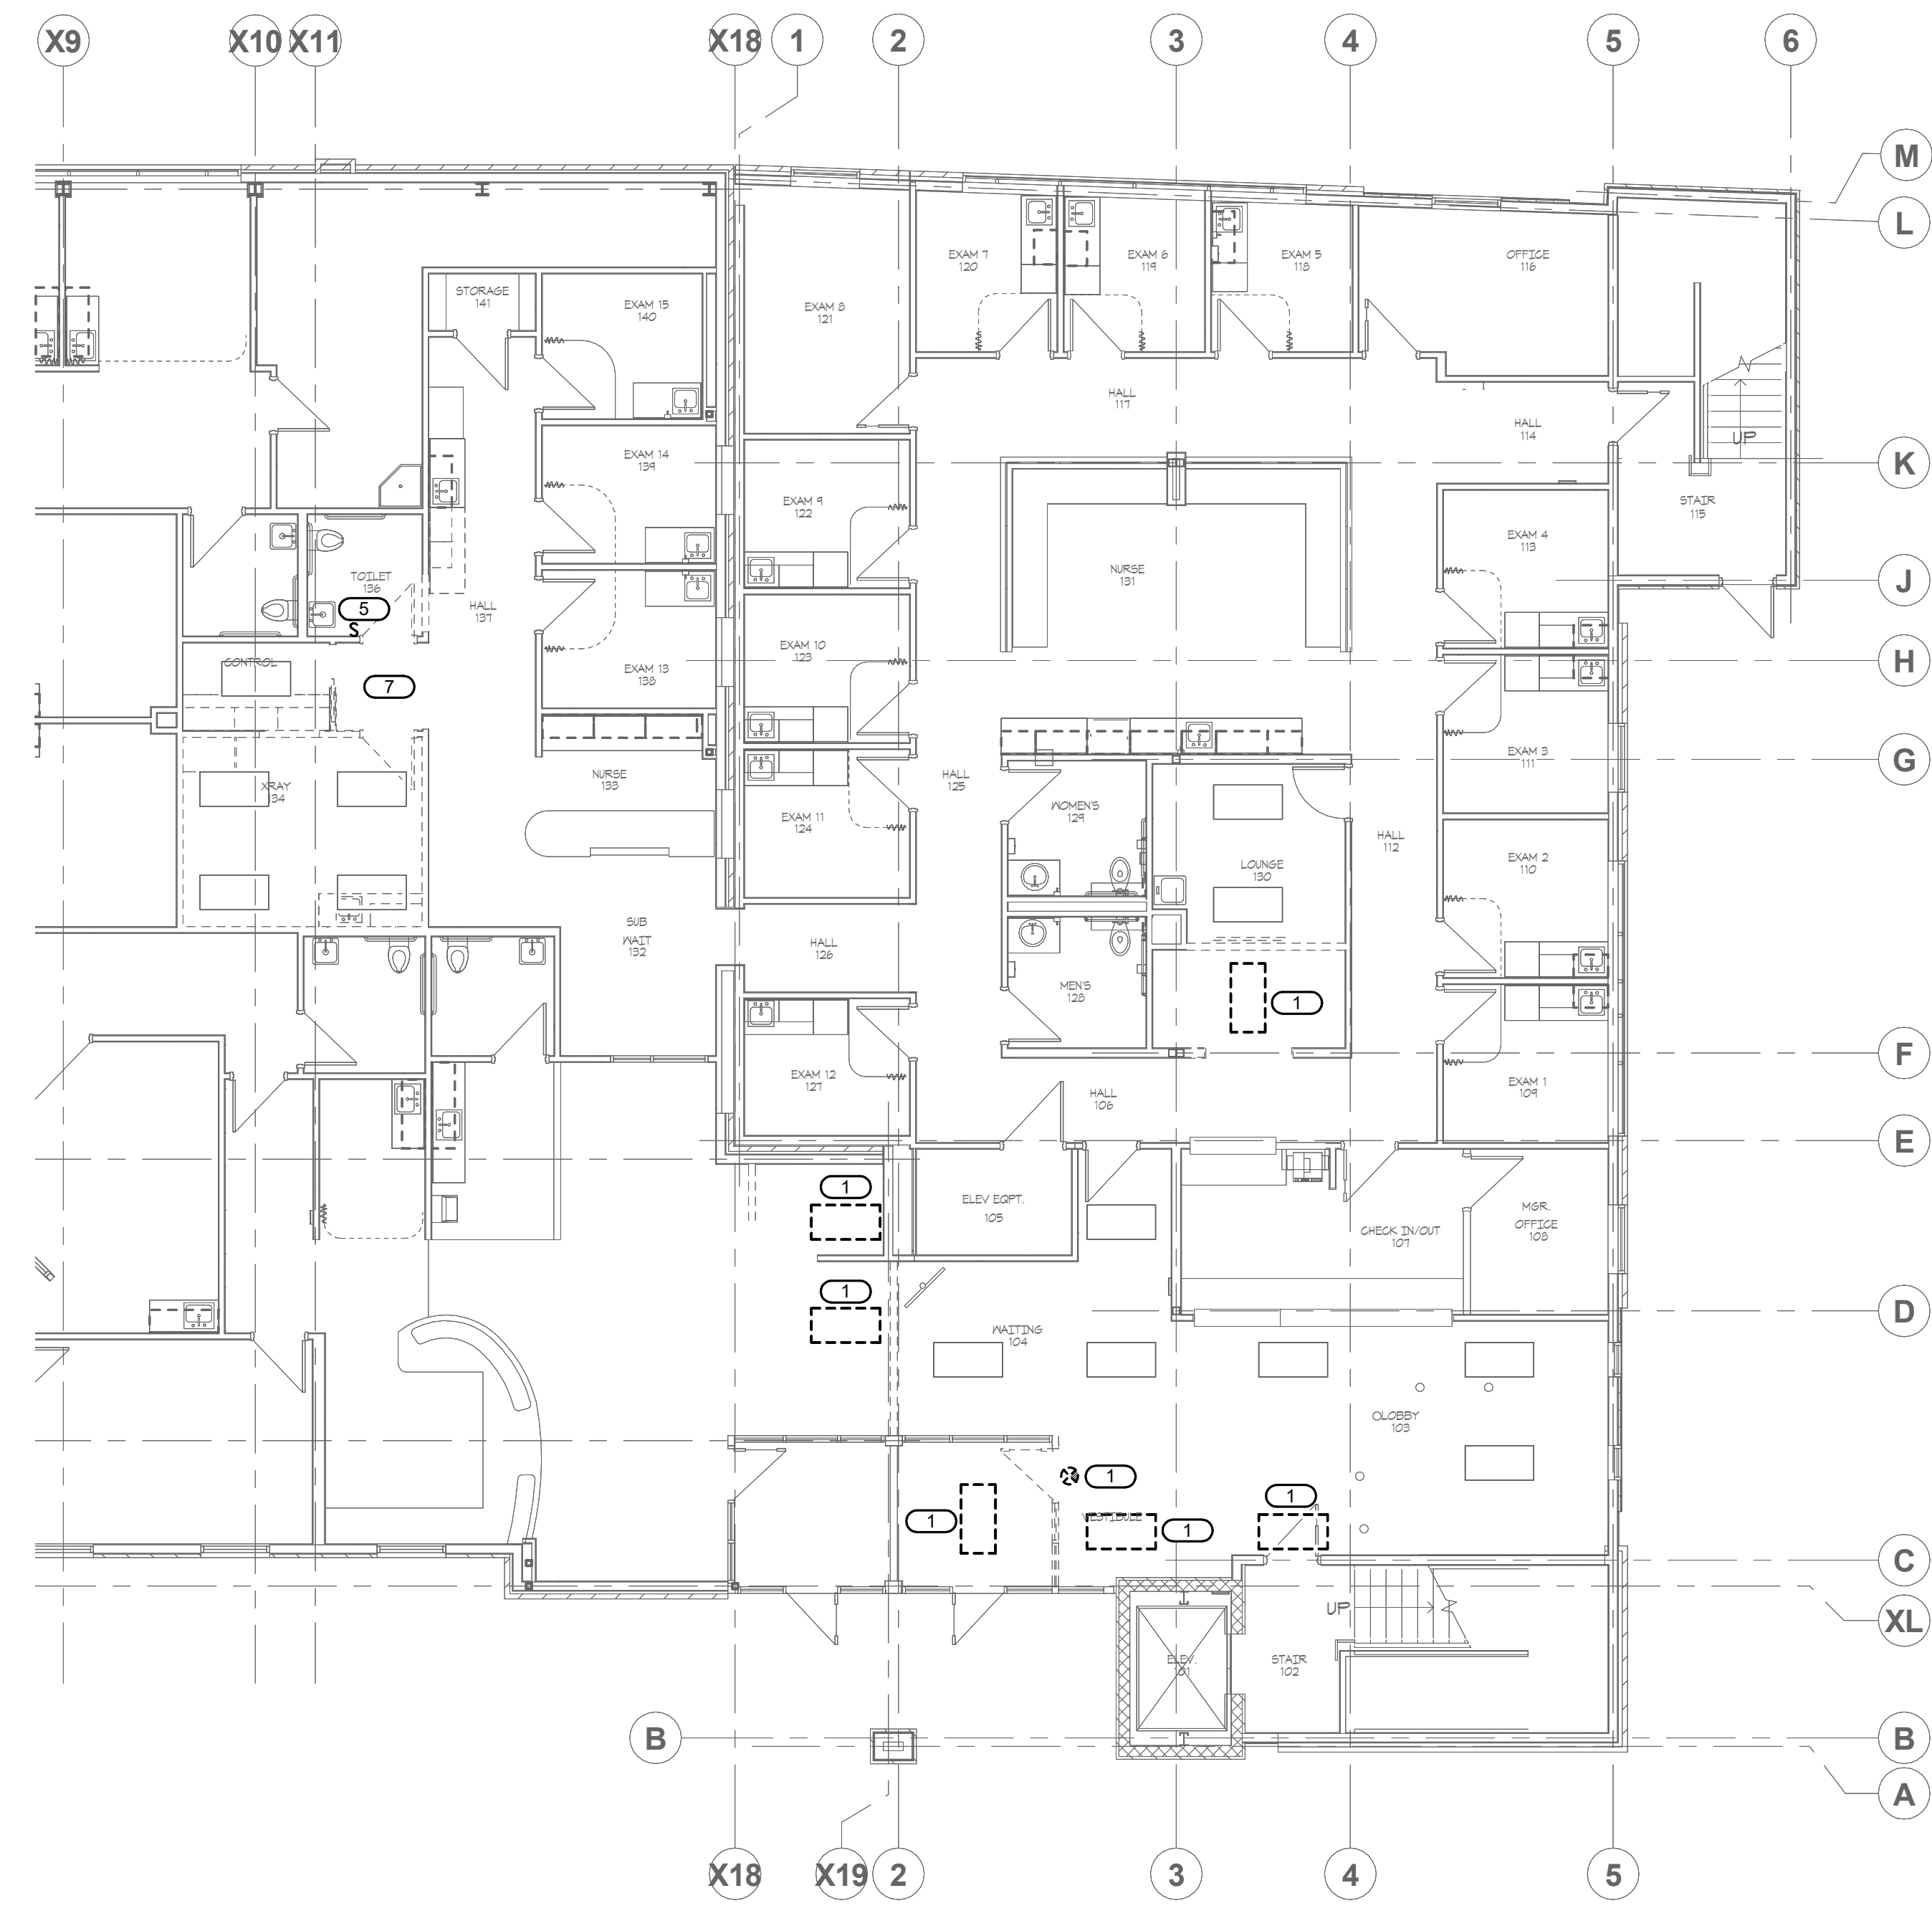 X9
X10
X11
X18
1
2
3
4
5
6
M
L
EXAM 7
120
EXAM 6
119
EXAM 5
118
OFFICE
116
STORAGE
141
EXAM 15
140
EXAM 8
121
HALL
117
HALL
114
UP
K
EXAM 14
139
EXAM 9
122
STAIR
115
EXAM 4
113
NURSE
131
TOILET
136
J
5
S
HALL
137
EXAM 10
123
CONTROL
EXAM 13
138
H
7
EXAM 3
111
G
NURSE
133
HALL
125
XRAY
134
WOMEN'S
129
EXAM 11
124
HALL
112
LOUNGE
130
EXAM 2
110
SUB
WAIT
132
HALL
126
MEN'S
128
1
F
EXAM 12
127
HALL
106
EXAM 1
109
E
1
ELEV EQPT.
105
MGR.
OFFICE
108
CHECK IN/OUT
107
1
D
WAITING
104
OLOBBY
103
1
1
1
VESTIBULE
1
C
UP
XL
ELEV.
101
STAIR
102
B
B
A
X18
X19
2
3
4
5